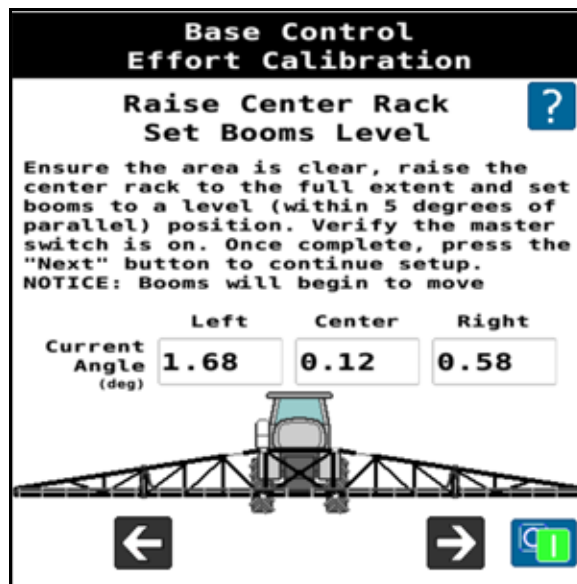 Base Control
Effort Calibration
Raise Center Rack
Set Booms Level
?
Ensure the area is clear, raise the
center rack to the full extent and set
booms to a level (within 5 degrees of
parallel) position. Verify the master
switch is on. Once complete, press the
"Next" button to continue setup.
NOTICE: Booms will begin to move
Left Center Right
Current
Angle 1.68 0.12 0.58
(deg)